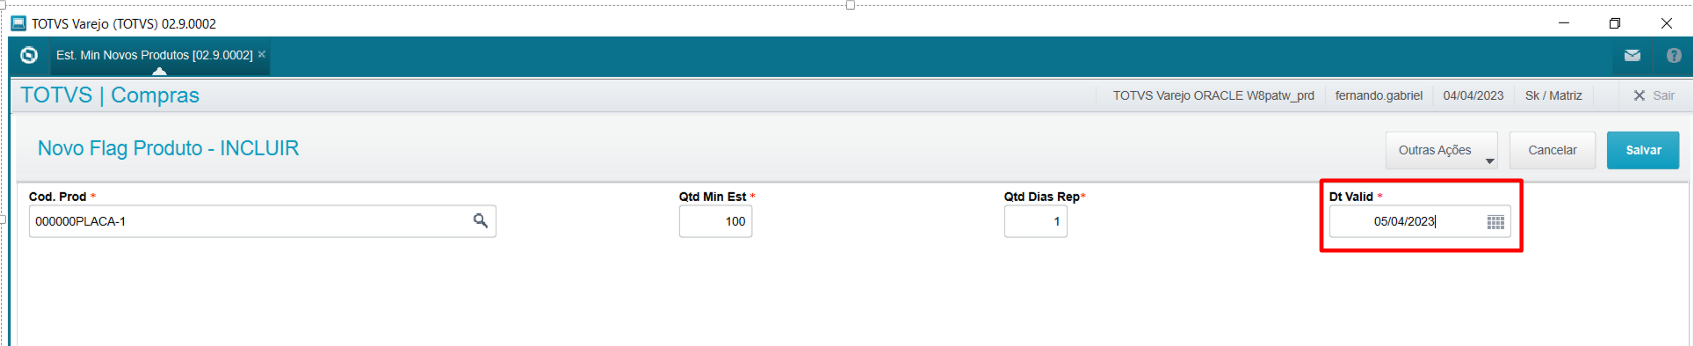 TOTVS Varejo (TOTVS) 02.9.0002
Est. Min Novos Produtos [02.9.0002] ×
TOTVS | Compras
TOTVS Varejo ORACLE W8patw_prd fernando.gabriel 04/04/2023 Sk / Matriz Sair
Novo Flag Produto - INCLUIR
Outras Ações Cancelar Salvar
Cod. Prod * Qtd Min Est * Qtd Dias Rep* Dt Valid *
000000PLACA-1 100 1 05/04/2023